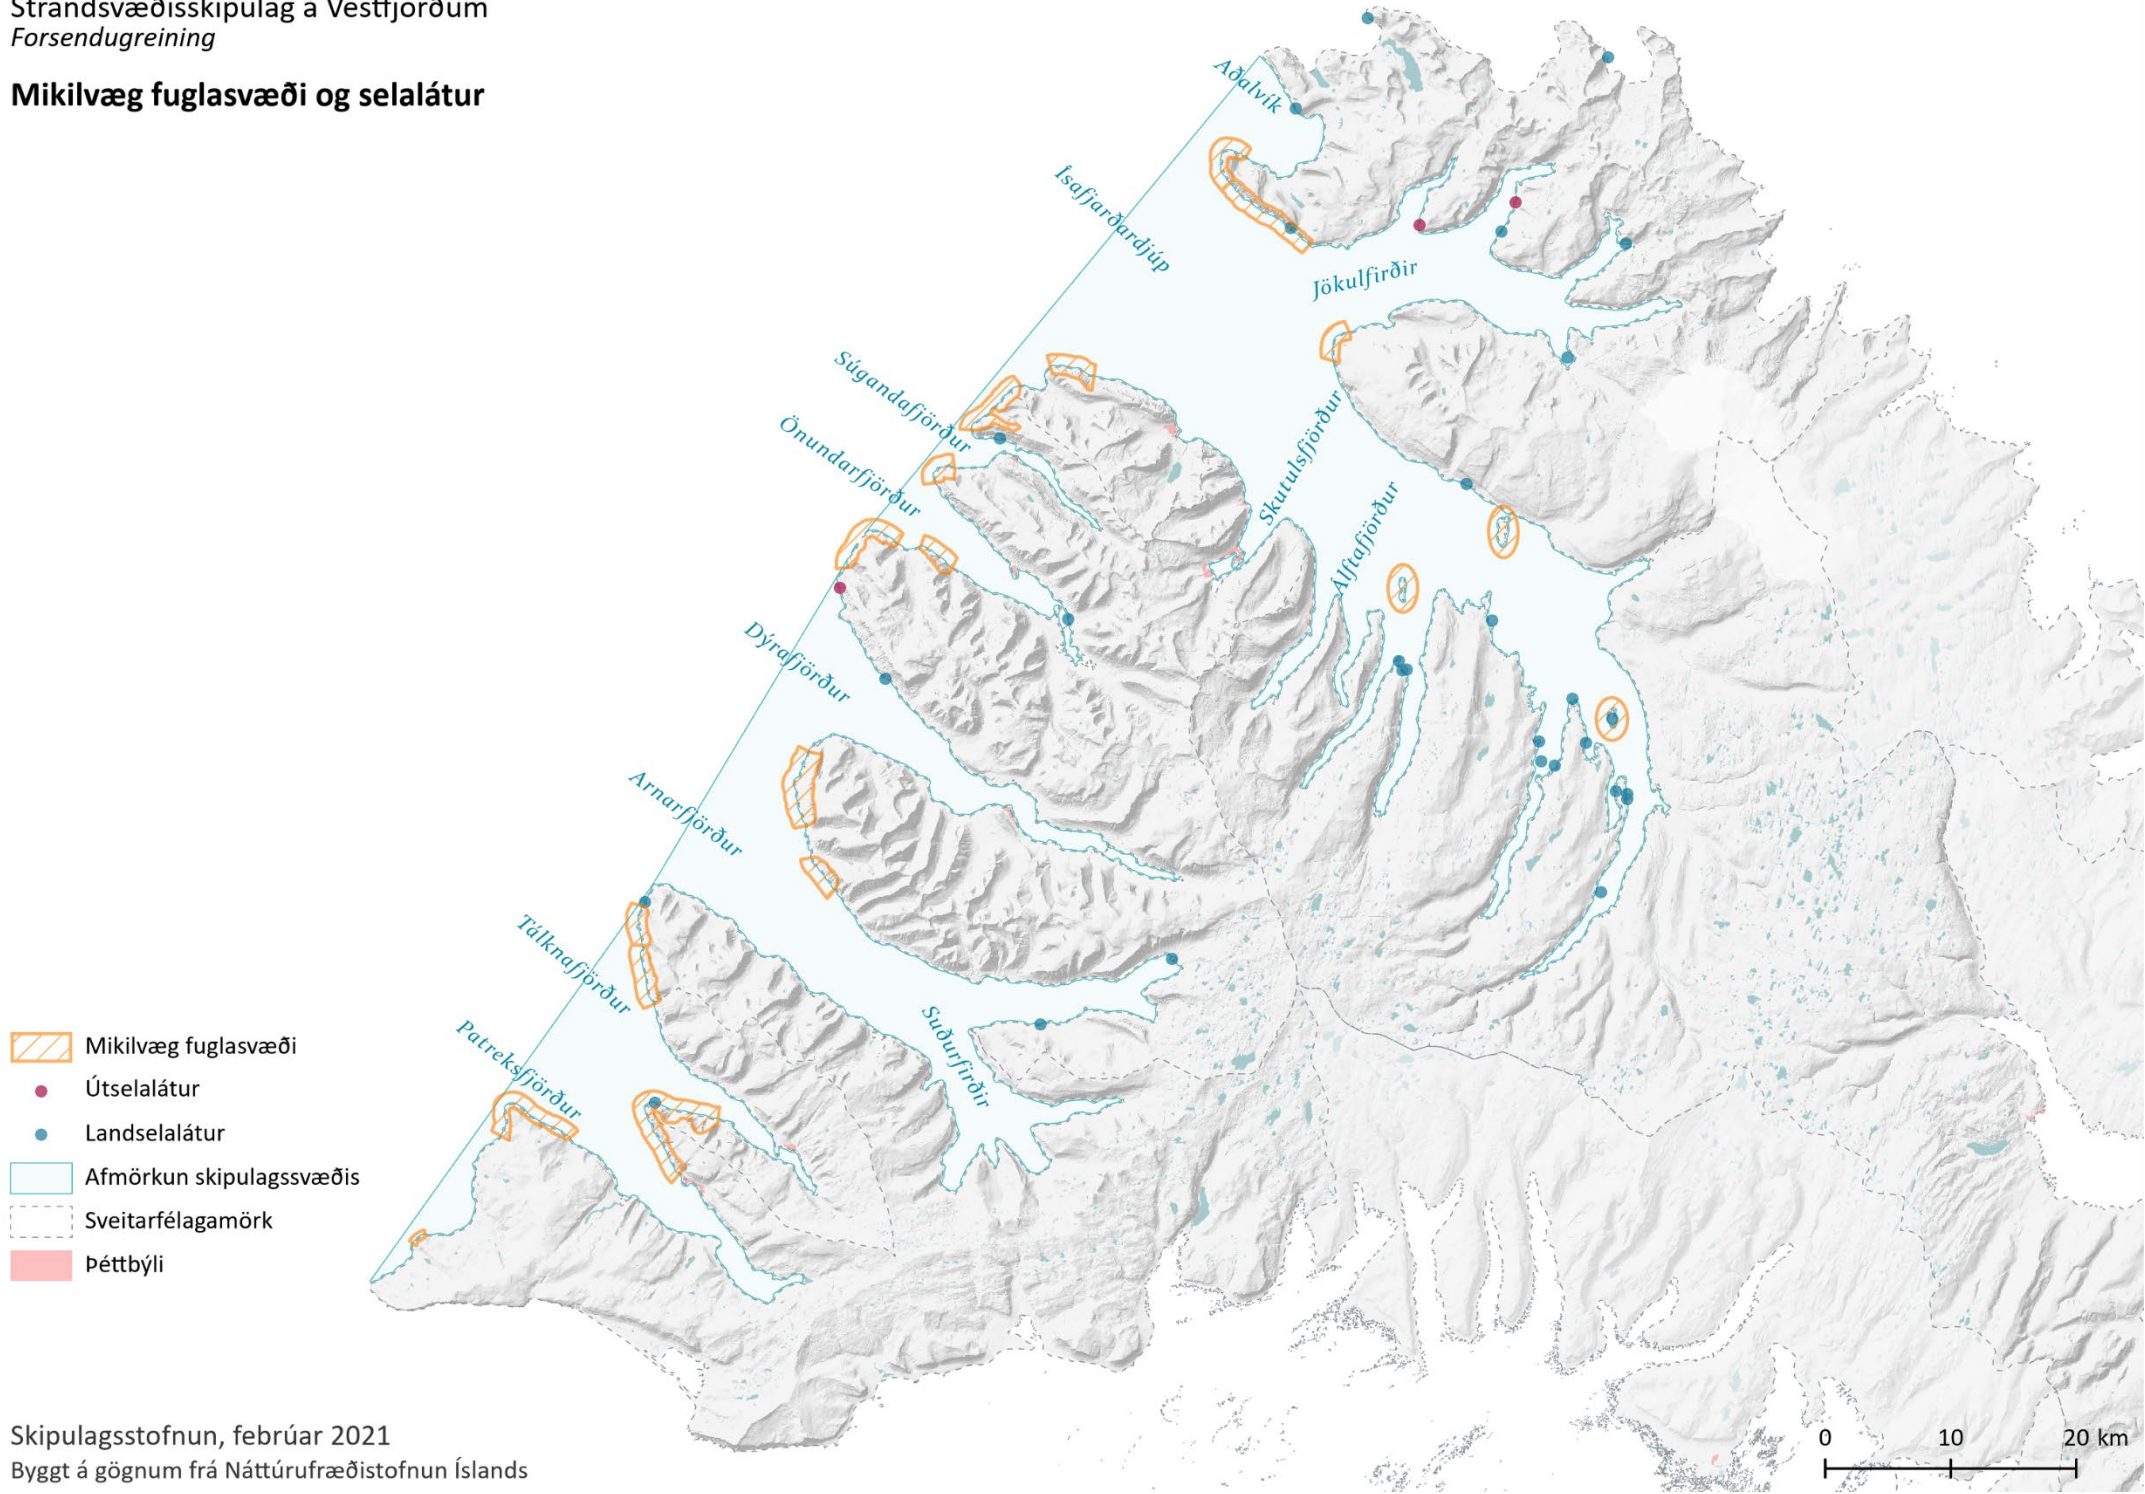 Strandsvæðisskipulag á Vestfjörðum
Forsendugreining
Mikilvæg fuglasvæði og selalátur
Aðalvík
Ísafjarðardjúp
Jökulfirðir
Súgandafjörður
Önundarfjörður
Skutulsfjörður
Álftafjörður
Dýrafjörður
Arnarfjörður
Tálknafjörður
Suðurfirðir
Patreksfjörður
Mikilvæg fuglasvæði
Útselalátur
Landselalátur
Afmörkun skipulagssvæðis
Sveitarfélagamörk
Þéttbýli
Skipulagsstofnun, febrúar 2021
Byggt á gögnum frá Náttúrufræðistofnun Íslands
0 10 20 km